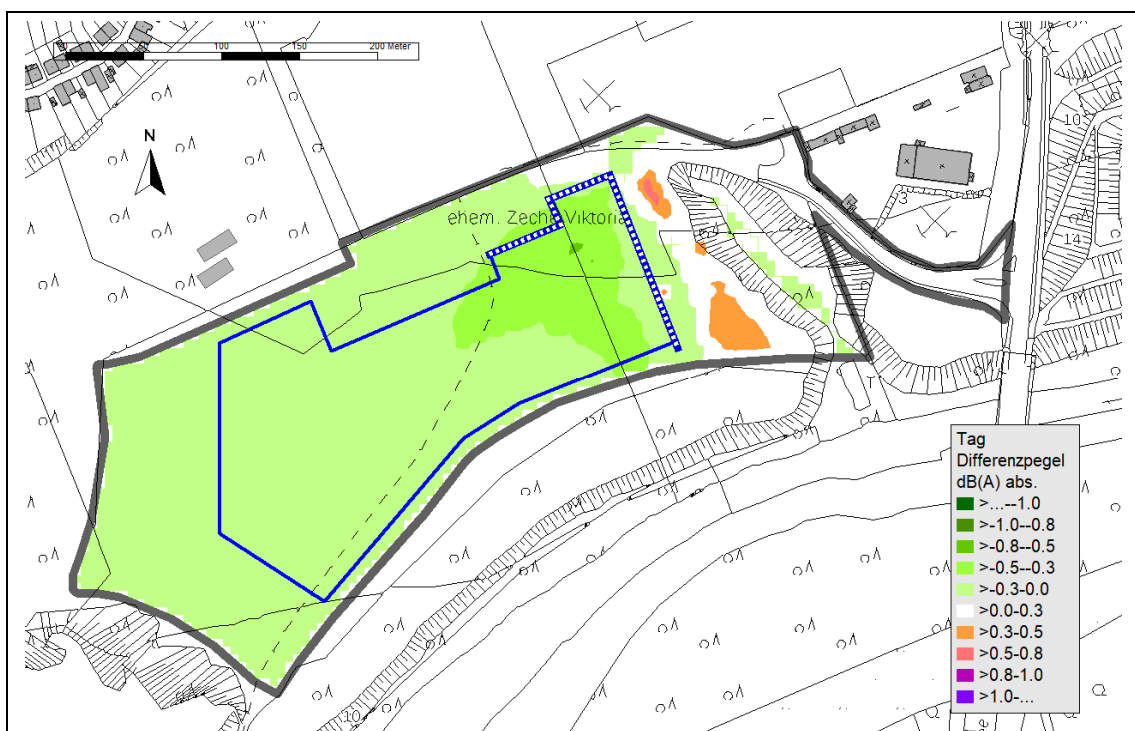 50
100
150
200 Meter
N
10
ehem. Zeche Viktoria
3
14
T
10
Tag
Differenzpegel
dB(A) abs.
>...--1.0
>-1.0--0.8
>-0.8--0.5
>-0.5--0.3
>-0.3-0.0
>0.0-0.3
>0.3-0.5
>0.5-0.8
>0.8-1.0
>1.0-...